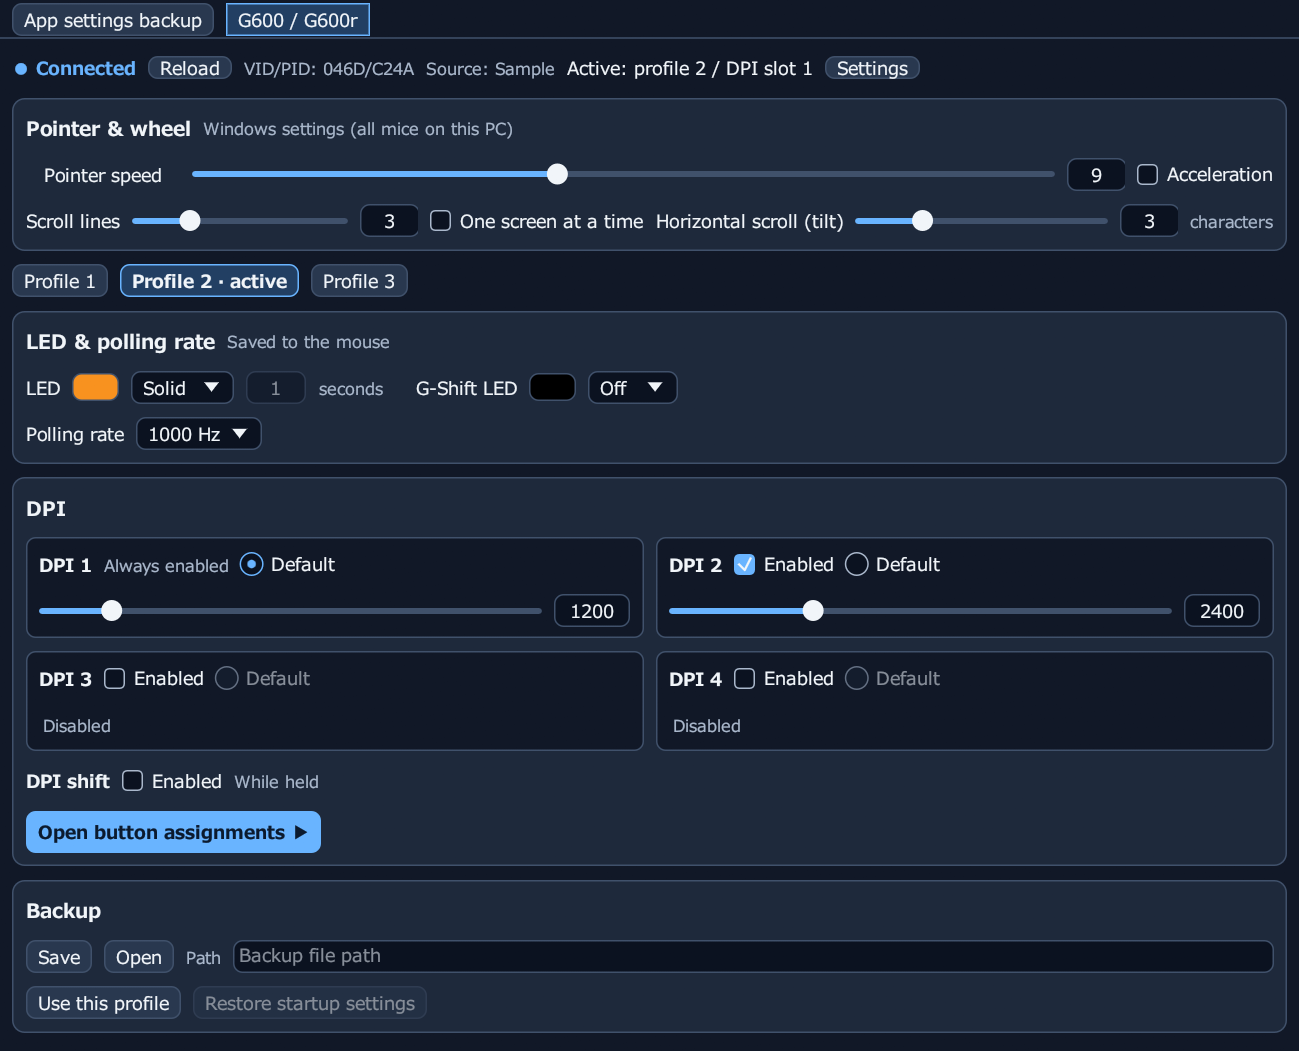 App settings backup G600 / G600r
Connected Reload VID/PID: 046D/C24A Source: Sample Active: profile 2 / DPI slot 1 Settings
Pointer & wheel Windows settings (all mice on this PC)
Pointer speed 9 Acceleration
Scroll lines 3 One screen at a time Horizontal scroll (tilt) 3 characters
Profile 1 Profile 2 · active Profile 3
LED & polling rate Saved to the mouse
LED Solid 1 seconds G-Shift LED Off
Polling rate 1000 Hz
DPI
DPI 1 Always enabled Default
1200
DPI 2 Enabled Default
2400
DPI 3 Enabled Default
Disabled
DPI 4 Enabled Default
Disabled
DPI shift Enabled While held
Open button assignments
Backup
Save Open Path Backup file path
Use this profile Restore startup settings